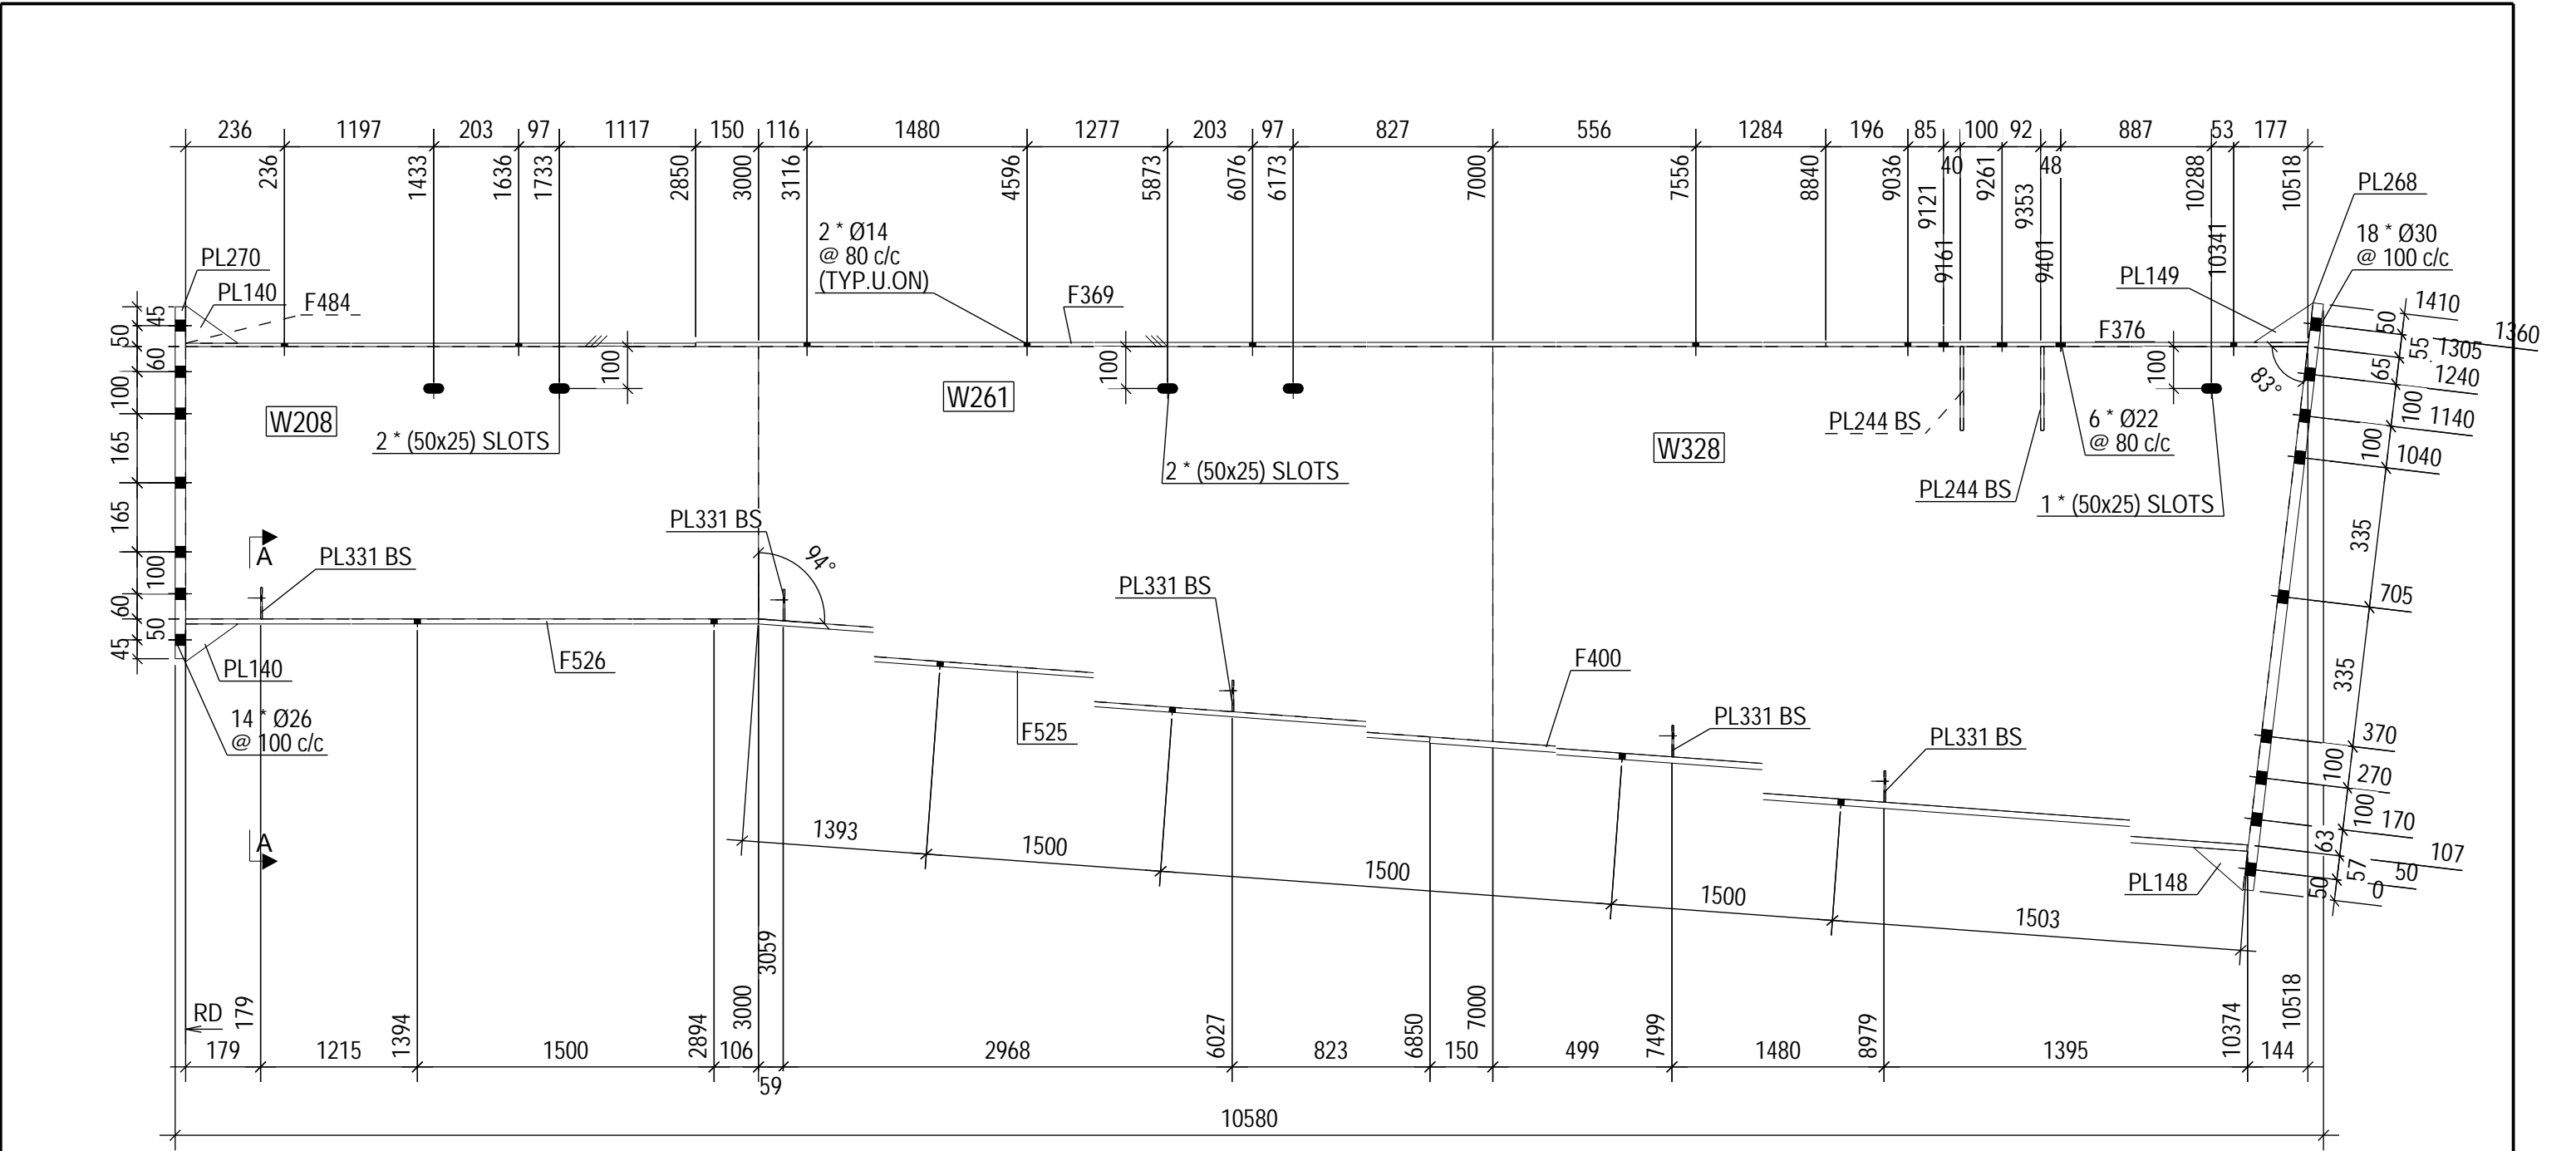 236 1197 203 97 1117 150 116 1480 1277 203 97 827 556 1284 196 85 100 92 887 53 177
40 48
236 1433 1636 1733 2850 3000 3116 4596 5873 6076 6173 7000 7556 8840 9036 9121 9161 9261 9353 9401 10288 10341 10518
PL268
18 * Ø30
@ 100 c/c
PL149
2 * Ø14
@ 80 c/c
(TYP.U.ON)
PL270
PL140
F484
F369
F376
45
50
60
100
165
165
100
60
50
45
100
100
100
83°
1410
1360
1305
1240
1140
1040
705
370
270
170
107
50
0
50
55
65
100
100
335
335
100
100
63
57
50
W208
W261
W328
2 * (50x25) SLOTS
2 * (50x25) SLOTS
PL244 BS
6 * Ø22
@ 80 c/c
PL244 BS
1 * (50x25) SLOTS
PL331 BS
A
PL331 BS
94°
PL331 BS
F526
PL140
14 * Ø26
@ 100 c/c
F525
F400
PL331 BS
PL331 BS
A
PL148
1393
1500
1500
1500
1503
RD
179 1394 2894 3000 3059 6027 6850 7000 7499 8979 10374 10518
179 1215 1500 106 2968 823 150 499 1480 1395 144
59
10580